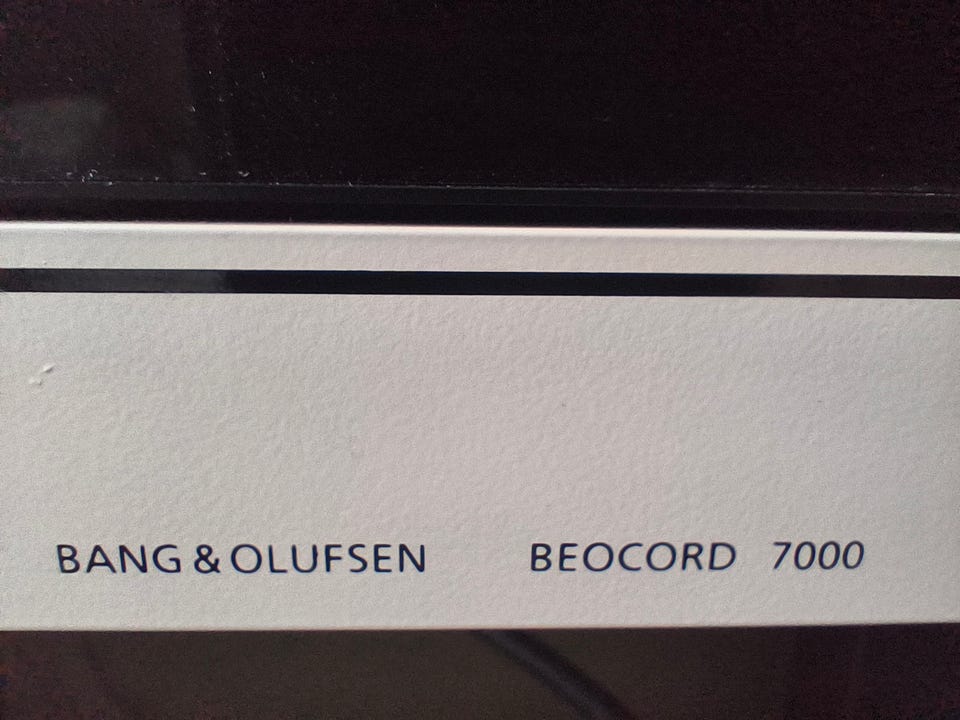 BANG & OLUFSEN BEOCORD 7000